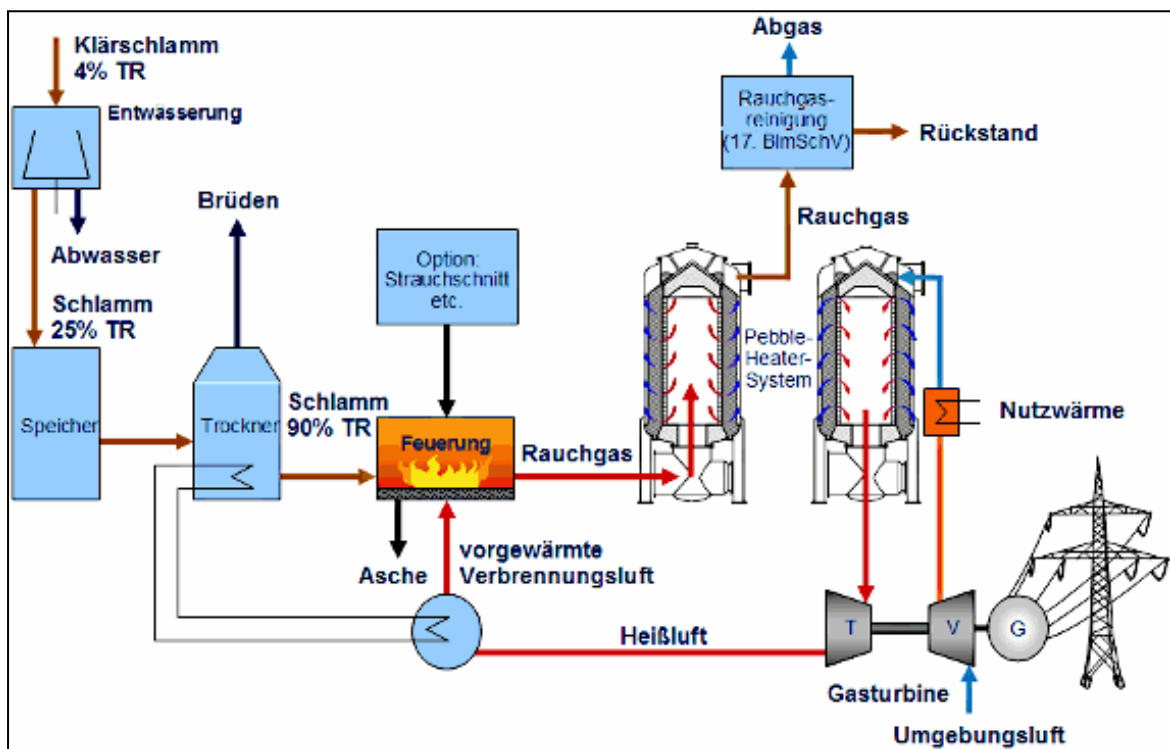 Klärschlamm
4% TR
Entwässerung
Abwasser
Schlamm
25% TR
Speicher
Brüden
Trockner
Schlamm
90% TR
Option:
Strauchschnitt
etc.
Feuerung
Asche
vorgewärmte
Verbrennungsluft
Rauchgas
Heißluft
Abgas
Rauchgas-
reinigung
(17. BImSchV)
Rückstand
Rauchgas
Pebble-
Heater-
System
Nutzwärme
T
V
G
Gasturbine
Umgebungsluft